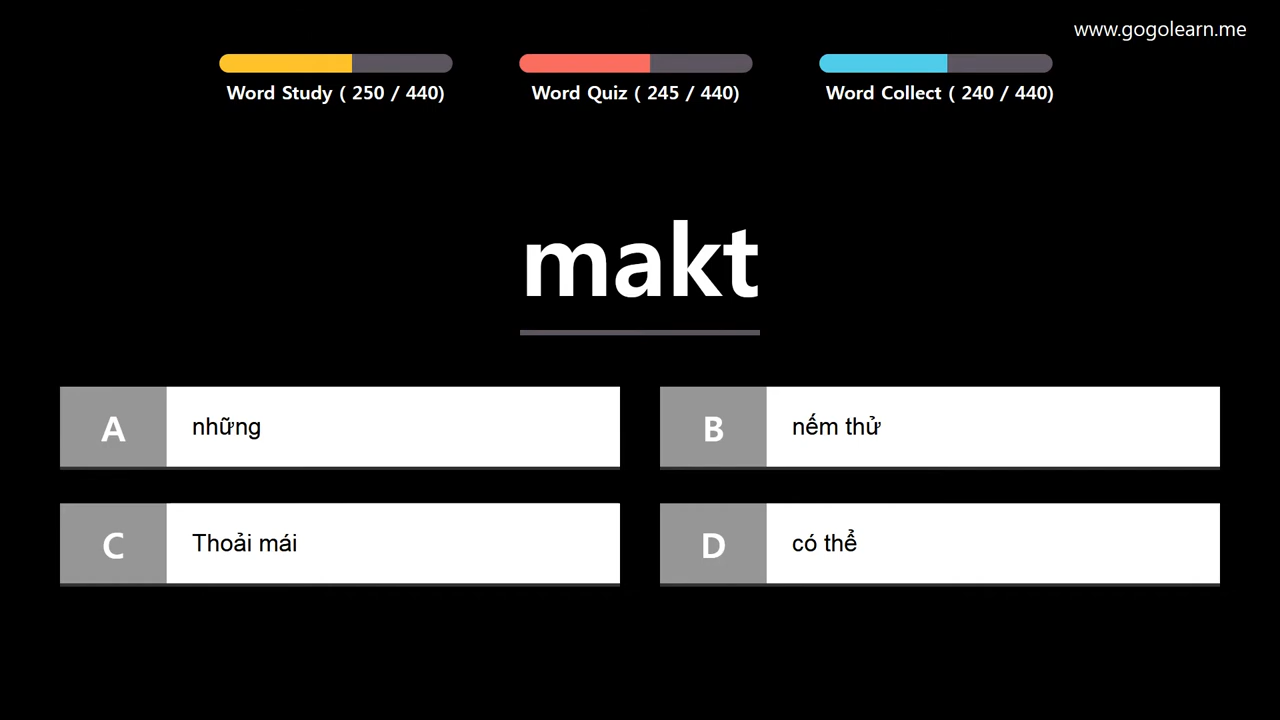 www.gogolearn.me
Word Study ( 250 / 440)
Word Quiz ( 245 / 440)
Word Collect ( 240 / 440)
makt
A
những
B
nếm thử
C
Thoải mái
D
có thể